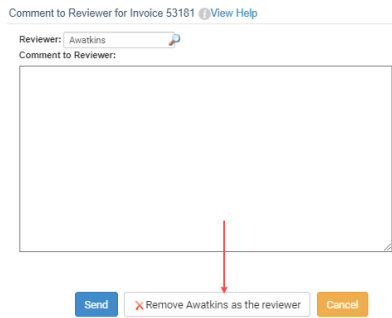 Comment to Reviewer for Invoice 53181 View Help
Reviewer: Awatkins
Comment to Reviewer:
Send Remove Awatkins as the reviewer Cancel